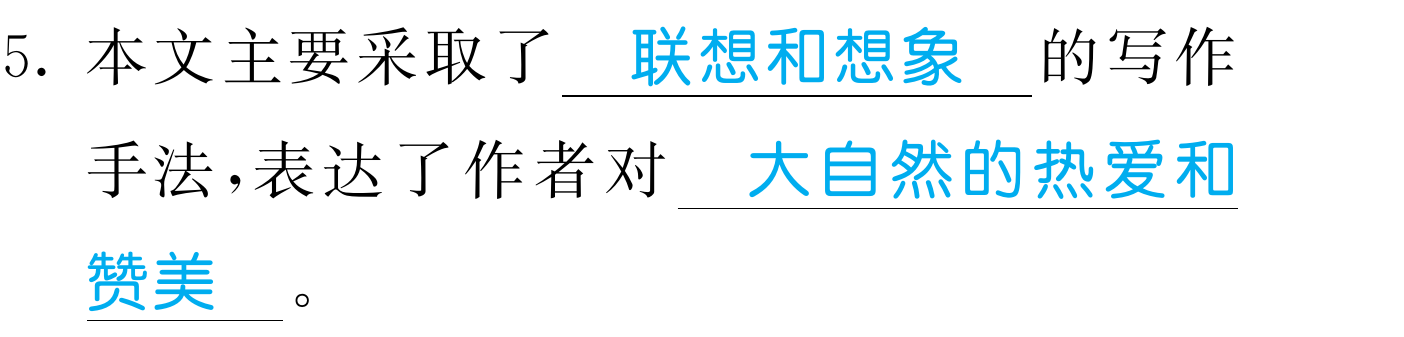 5. 本文主要采取了 联想和想象 的写作
手法,表达了作者对 大自然的热爱和
赞美 。